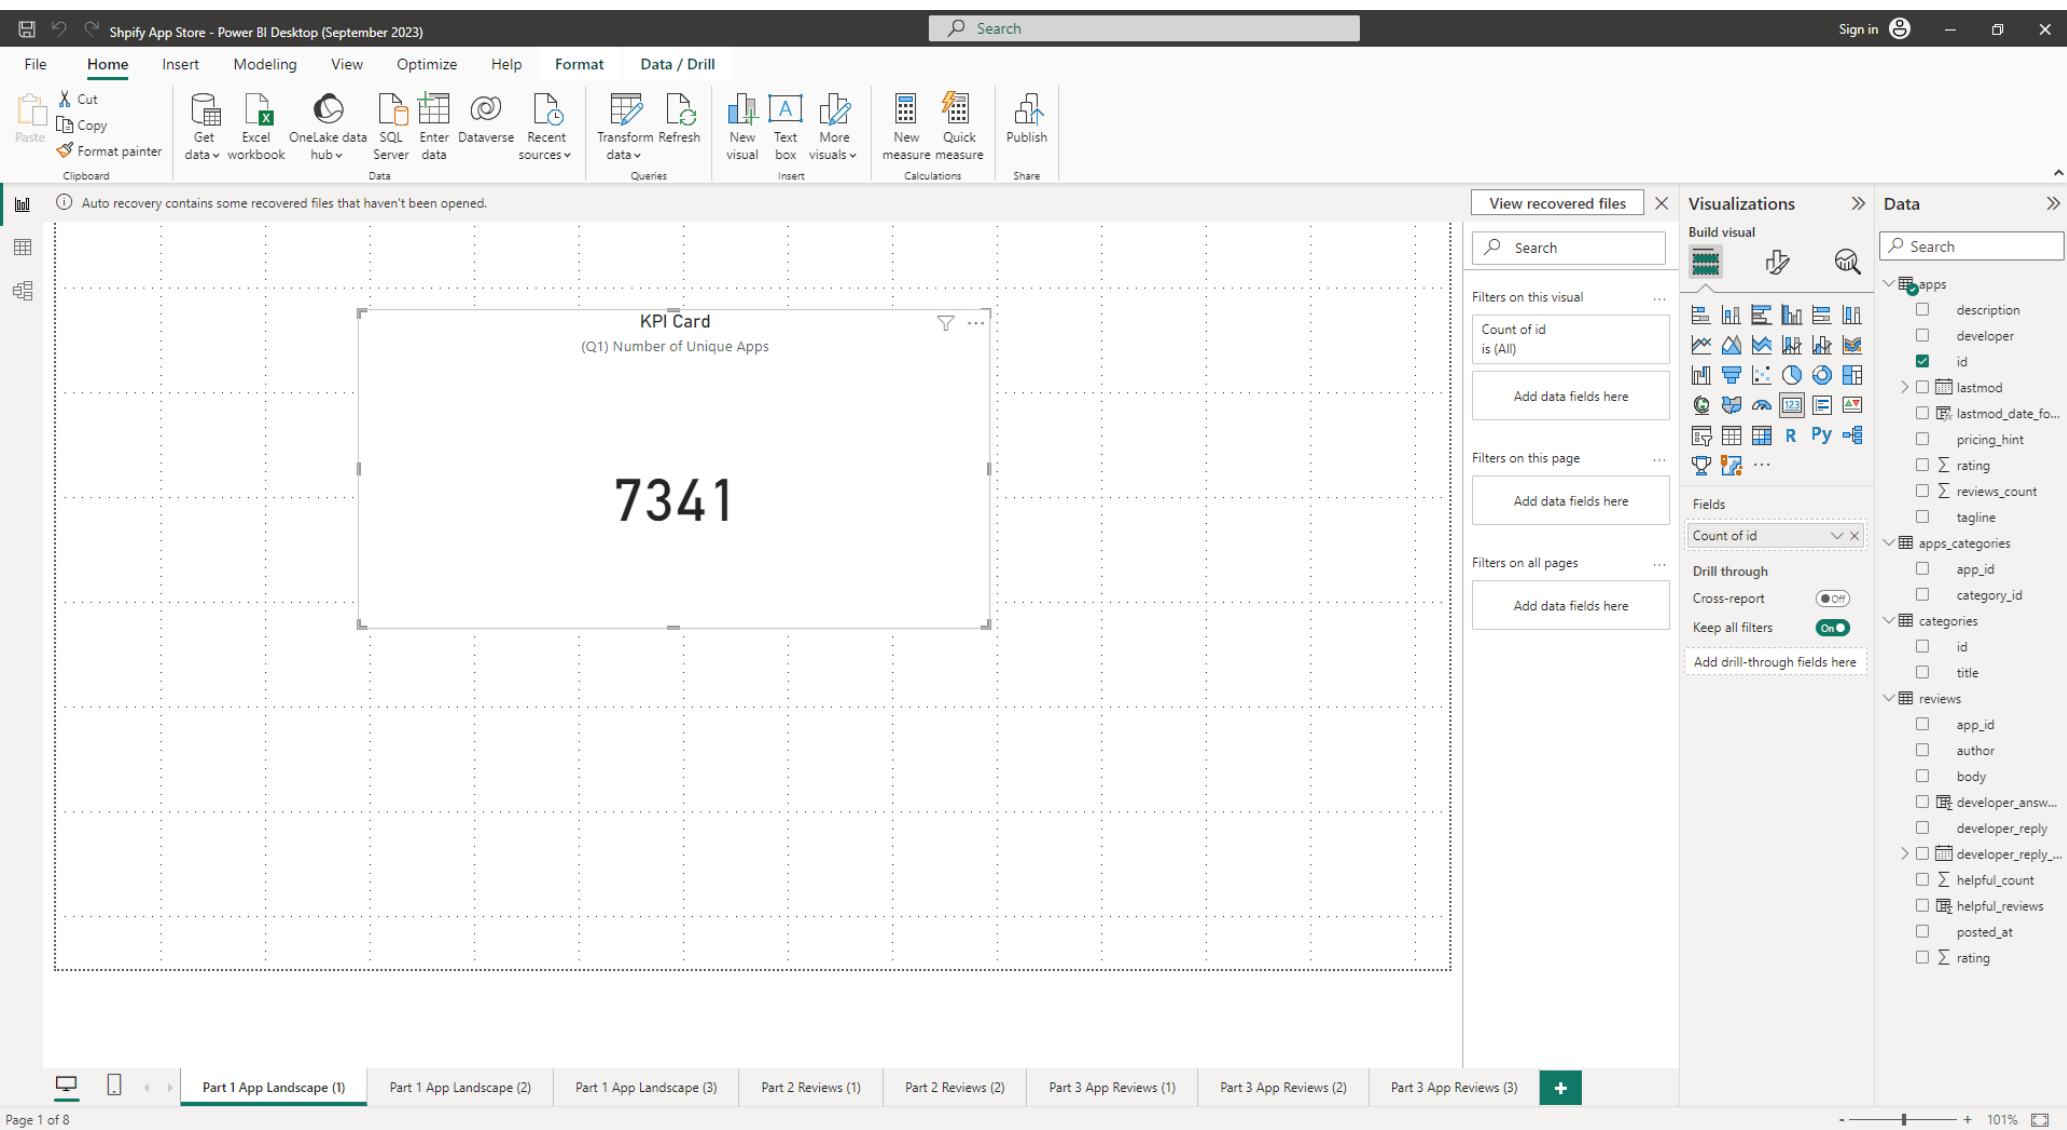 Shpify App Store - Power BI Desktop (September 2023)
Search
Sign in
File
Home
Insert
Modeling
View
Optimize
Help
Format
Data / Drill
Paste
Cut
Copy
Format painter
Clipboard
Get data
Excel workbook
OneLake data hub
SQL Server
Enter data
Dataverse
Recent sources
Data
Transform data
Refresh
Queries
New visual
Text box
More visuals
Insert
New measure
Quick measure
Calculations
Publish
Share
Auto recovery contains some recovered files that haven't been opened.
View recovered files
KPI Card
(Q1) Number of Unique Apps
7341
Search
Filters on this visual
Count of id
is (All)
Add data fields here
Filters on this page
Add data fields here
Filters on all pages
Add data fields here
Visualizations
Build visual
123
R
Py
Fields
Count of id
Drill through
Cross-report
Off
Keep all filters
On
Add drill-through fields here
Data
Search
apps
description
developer
id
lastmod
lastmod_date_fo...
pricing_hint
rating
reviews_count
tagline
apps_categories
app_id
category_id
categories
id
title
reviews
app_id
author
body
developer_answ...
developer_reply
developer_reply_...
helpful_count
helpful_reviews
posted_at
rating
Part 1 App Landscape (1)
Part 1 App Landscape (2)
Part 1 App Landscape (3)
Part 2 Reviews (1)
Part 2 Reviews (2)
Part 3 App Reviews (1)
Part 3 App Reviews (2)
Part 3 App Reviews (3)
Page 1 of 8
101%